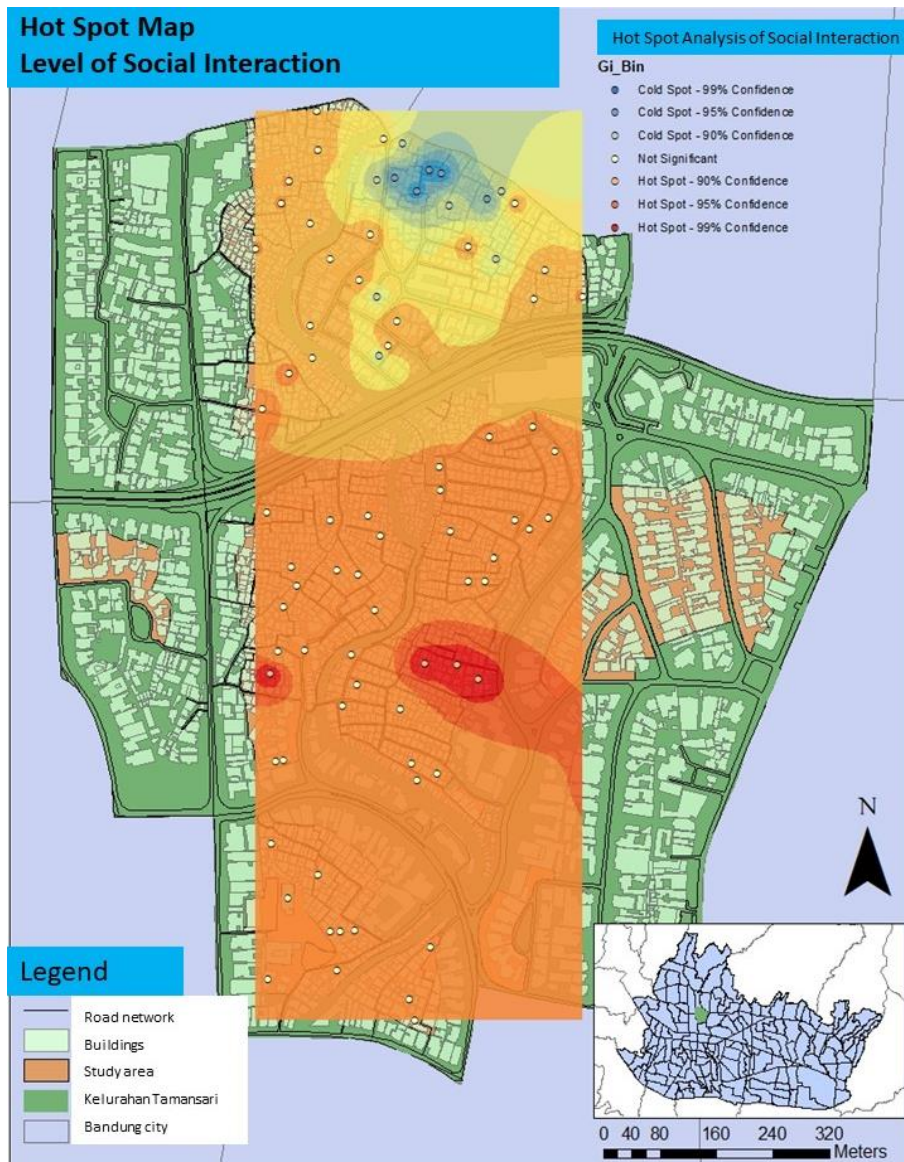 Hot Spot Map
Level of Social Interaction
Hot Spot Analysis of Social Interaction
Gi_Bin
Cold Spot - 99% Confidence
Cold Spot - 95% Confidence
Cold Spot - 90% Confidence
Not Significant
Hot Spot - 90% Confidence
Hot Spot - 95% Confidence
Hot Spot - 99% Confidence
N
Legend
Road network
Buildings
Study area
Kelurahan Tamansari
Bandung city
0 40 80 160 240 320
Meters